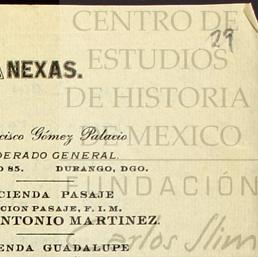 CENTRO DE
29
ESTUDIOS
NEXAS.
DE HISTORIA
DE MEXICO
cisco Gómez Palacio
DERADO GENERAL.
O 85. DURANGO, DGO.
CIENDA PASAJE
FUNDACIÓN
CION PASAJE, F. I. M.
ANTONIO MARTINEZ.
Carlos Slim
ENDA GUADALUPE